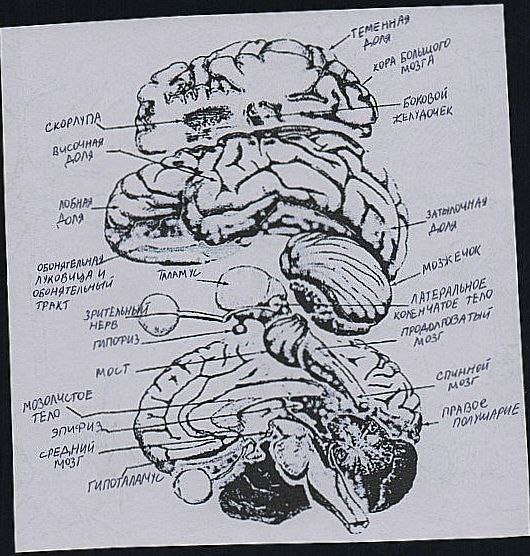 ТЕМЕННАЯ
ДОЛЯ
КОРА БОЛЬШОГО
МОЗГА
БОКОВОЙ
ЖЕЛУДОЧЕК
СКОРЛУПА
ВИСОЧНАЯ
ДОЛЯ
ЛОБНАЯ
ДОЛЯ
ЗАТЫЛОЧНАЯ
ДОЛЯ
ОБОНЯТЕЛЬНАЯ
ЛУКОВИЦА И
ОБОНЯТЕЛЬНЫЙ
ТРАКТ
ТАЛАМУС
МОЗЖЕЧОК
ЛАТЕРАЛЬНОЕ
КОЛЕНЧАТОЕ ТЕЛО
ЗРИТЕЛЬНЫЙ
НЕРВ
ГИПОФИЗ
ПРОДОЛГОВАТЫЙ
МОЗГ
МОСТ
СПИННОЙ
МОЗГ
МОЗОЛИСТОЕ
ТЕЛО
ПРАВОЕ
ПОЛУШАРИЕ
ЭПИФИЗ
СРЕДНИЙ
МОЗГ
ГИПОТАЛАМУС